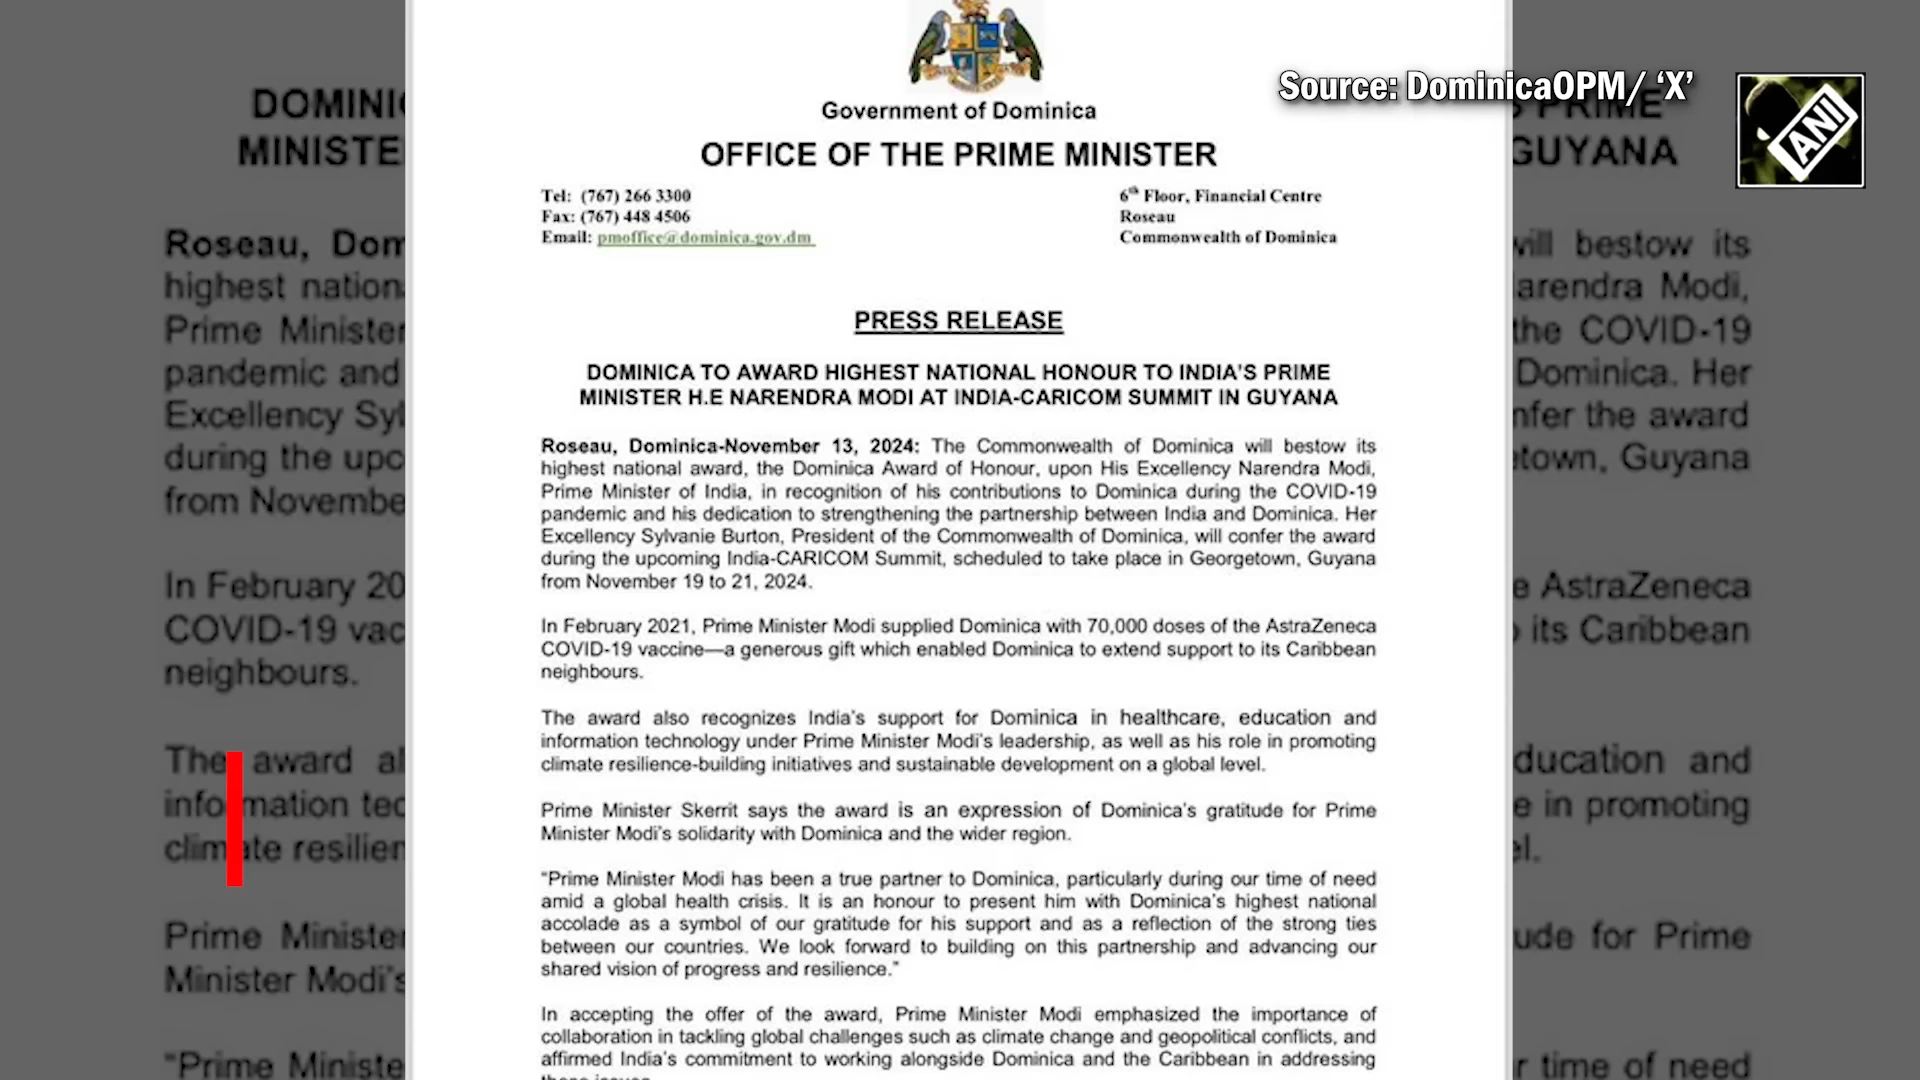 Source: DominicaOPM/ ‘X’
ANI
Government of Dominica
OFFICE OF THE PRIME MINISTER
Tel: (767) 266 3300
Fax: (767) 448 4506
Email: pmoffice@dominica.gov.dm
6th Floor, Financial Centre
Roseau
Commonwealth of Dominica
PRESS RELEASE
DOMINICA TO AWARD HIGHEST NATIONAL HONOUR TO INDIA'S PRIME
MINISTER H.E NARENDRA MODI AT INDIA-CARICOM SUMMIT IN GUYANA
Roseau, Dominica-November 13, 2024: The Commonwealth of Dominica will bestow its
highest national award, the Dominica Award of Honour, upon His Excellency Narendra Modi,
Prime Minister of India, in recognition of his contributions to Dominica during the COVID-19
pandemic and his dedication to strengthening the partnership between India and Dominica. Her
Excellency Sylvanie Burton, President of the Commonwealth of Dominica, will confer the award
during the upcoming India-CARICOM Summit, scheduled to take place in Georgetown, Guyana
from November 19 to 21, 2024.
In February 2021, Prime Minister Modi supplied Dominica with 70,000 doses of the AstraZeneca
COVID-19 vaccine—a generous gift which enabled Dominica to extend support to its Caribbean
neighbours.
The award also recognizes India's support for Dominica in healthcare, education and
information technology under Prime Minister Modi's leadership, as well as his role in promoting
climate resilience-building initiatives and sustainable development on a global level.
Prime Minister Skerrit says the award is an expression of Dominica's gratitude for Prime
Minister Modi's solidarity with Dominica and the wider region.
“Prime Minister Modi has been a true partner to Dominica, particularly during our time of need
amid a global health crisis. It is an honour to present him with Dominica's highest national
accolade as a symbol of our gratitude for his support and as a reflection of the strong ties
between our countries. We look forward to building on this partnership and advancing our
shared vision of progress and resilience.”
In accepting the offer of the award, Prime Minister Modi emphasized the importance of
collaboration in tackling global challenges such as climate change and geopolitical conflicts, and
affirmed India's commitment to working alongside Dominica and the Caribbean in addressing